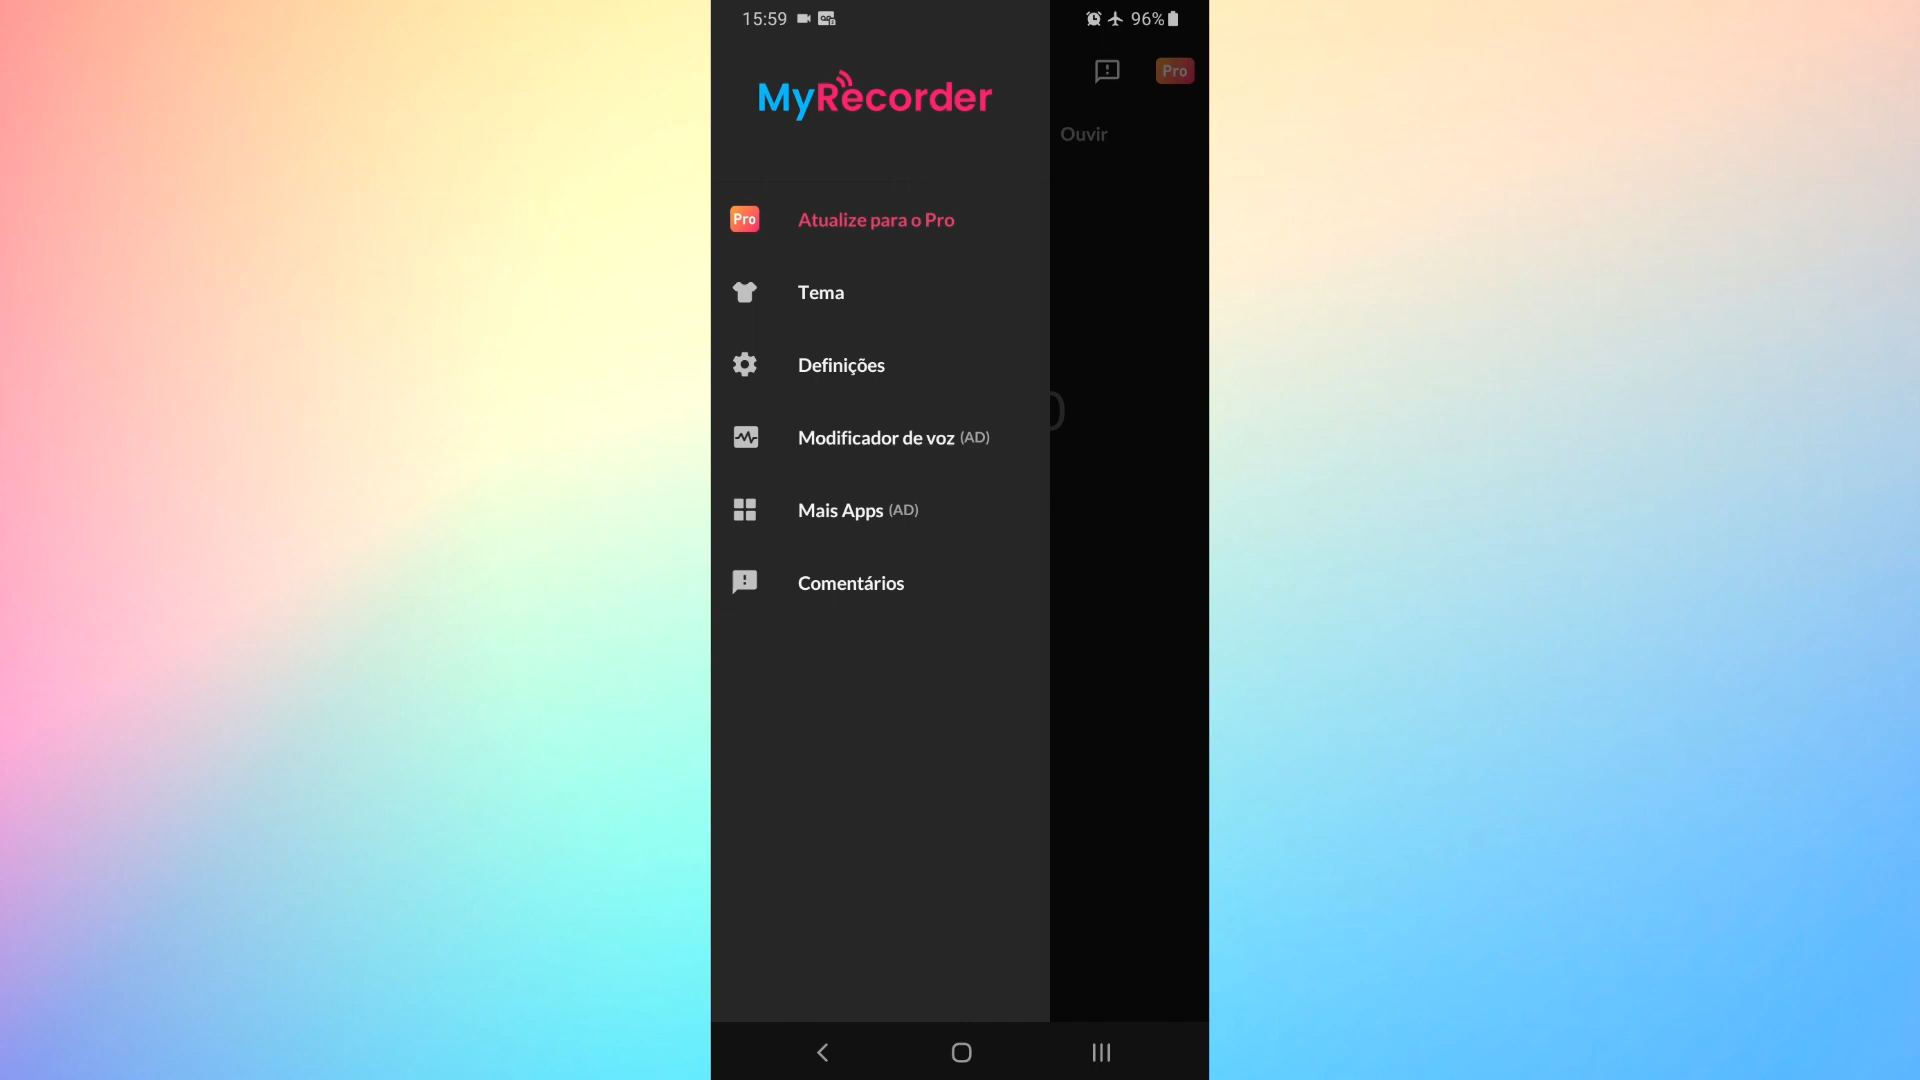 15:59
96%
MyRecorder
Pro
Ouvir
Pro Atualize para o Pro
Tema
Definições
Modificador de voz (AD)
Mais Apps (AD)
Comentários